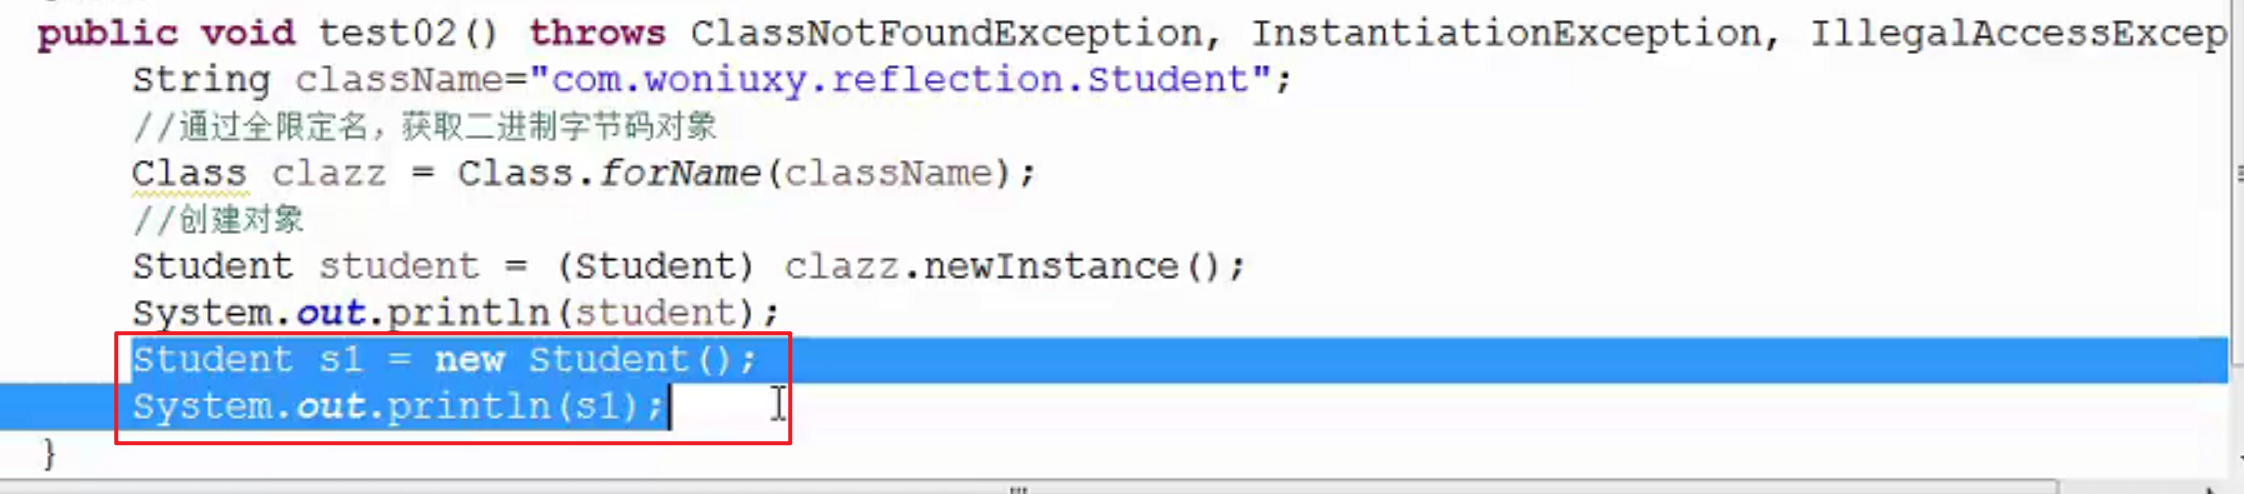 public void test02() throws ClassNotFoundException, InstantiationException, IllegalAccessExcep
String className="com.woniuxy.reflection.Student";
//通过全限定名，获取二进制字节码对象
Class clazz = Class.forName(className);
//创建对象
Student student = (Student) clazz.newInstance();
System.out.println(student);
Student s1 = new Student();
System.out.println(s1);
}